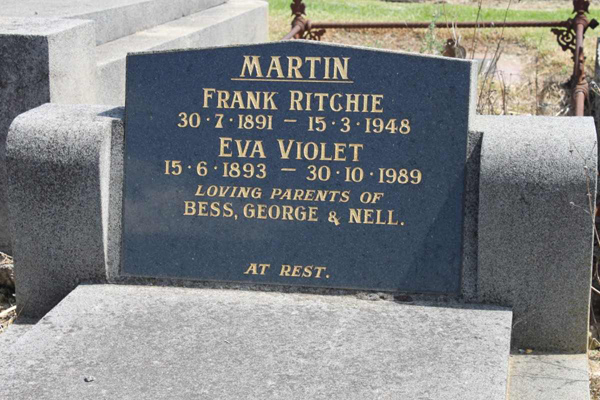 MARTIN
FRANK RITCHIE
30·7·1891 – 15·3·1948
EVA VIOLET
15·6·1893 – 30·10·1989
LOVING PARENTS OF
BESS, GEORGE & NELL.
AT REST.